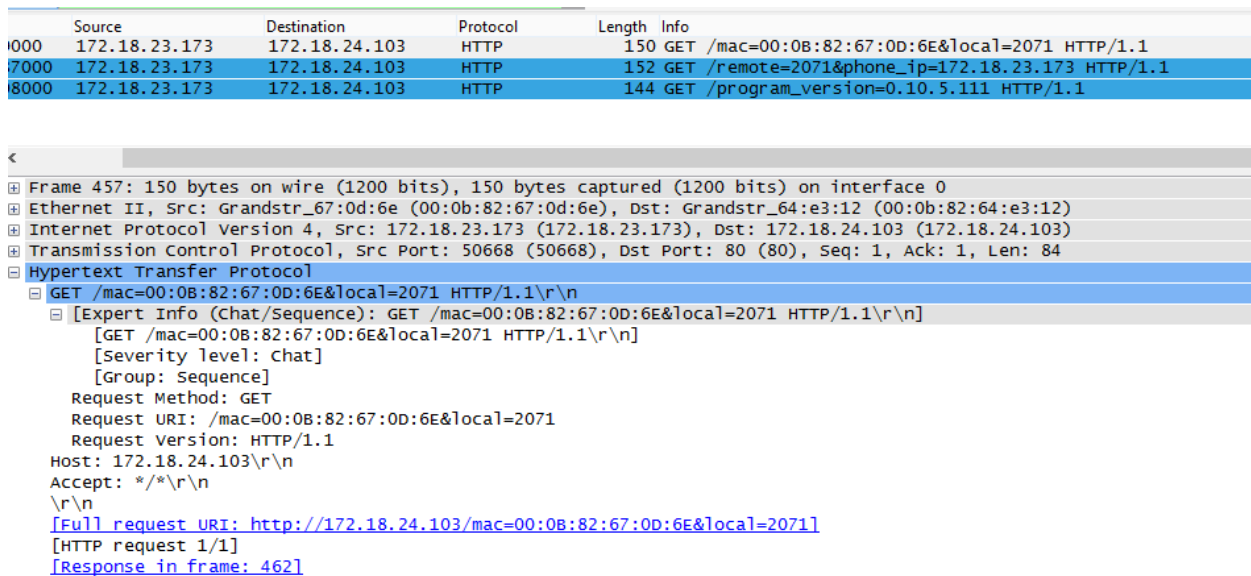 Source Destination Protocol Length Info
0000 172.18.23.173 172.18.24.103 HTTP 150 GET /mac=00:0B:82:67:0D:6E&local=2071 HTTP/1.1
57000 172.18.23.173 172.18.24.103 HTTP 152 GET /remote=2071&phone_ip=172.18.23.173 HTTP/1.1
98000 172.18.23.173 172.18.24.103 HTTP 144 GET /program_version=0.10.5.111 HTTP/1.1
Frame 457: 150 bytes on wire (1200 bits), 150 bytes captured (1200 bits) on interface 0
Ethernet II, Src: Grandstr_67:0d:6e (00:0b:82:67:0d:6e), Dst: Grandstr_64:e3:12 (00:0b:82:64:e3:12)
Internet Protocol Version 4, Src: 172.18.23.173 (172.18.23.173), Dst: 172.18.24.103 (172.18.24.103)
Transmission Control Protocol, Src Port: 50668 (50668), Dst Port: 80 (80), Seq: 1, Ack: 1, Len: 84
Hypertext Transfer Protocol
GET /mac=00:0B:82:67:0D:6E&local=2071 HTTP/1.1\r\n
[Expert Info (Chat/Sequence): GET /mac=00:0B:82:67:0D:6E&local=2071 HTTP/1.1\r\n]
[GET /mac=00:0B:82:67:0D:6E&local=2071 HTTP/1.1\r\n]
[Severity level: Chat]
[Group: Sequence]
Request Method: GET
Request URI: /mac=00:0B:82:67:0D:6E&local=2071
Request Version: HTTP/1.1
Host: 172.18.24.103\r\n
Accept: */*\r\n
\r\n
[Full request URI: http://172.18.24.103/mac=00:0B:82:67:0D:6E&local=2071]
[HTTP request 1/1]
[Response in frame: 462]